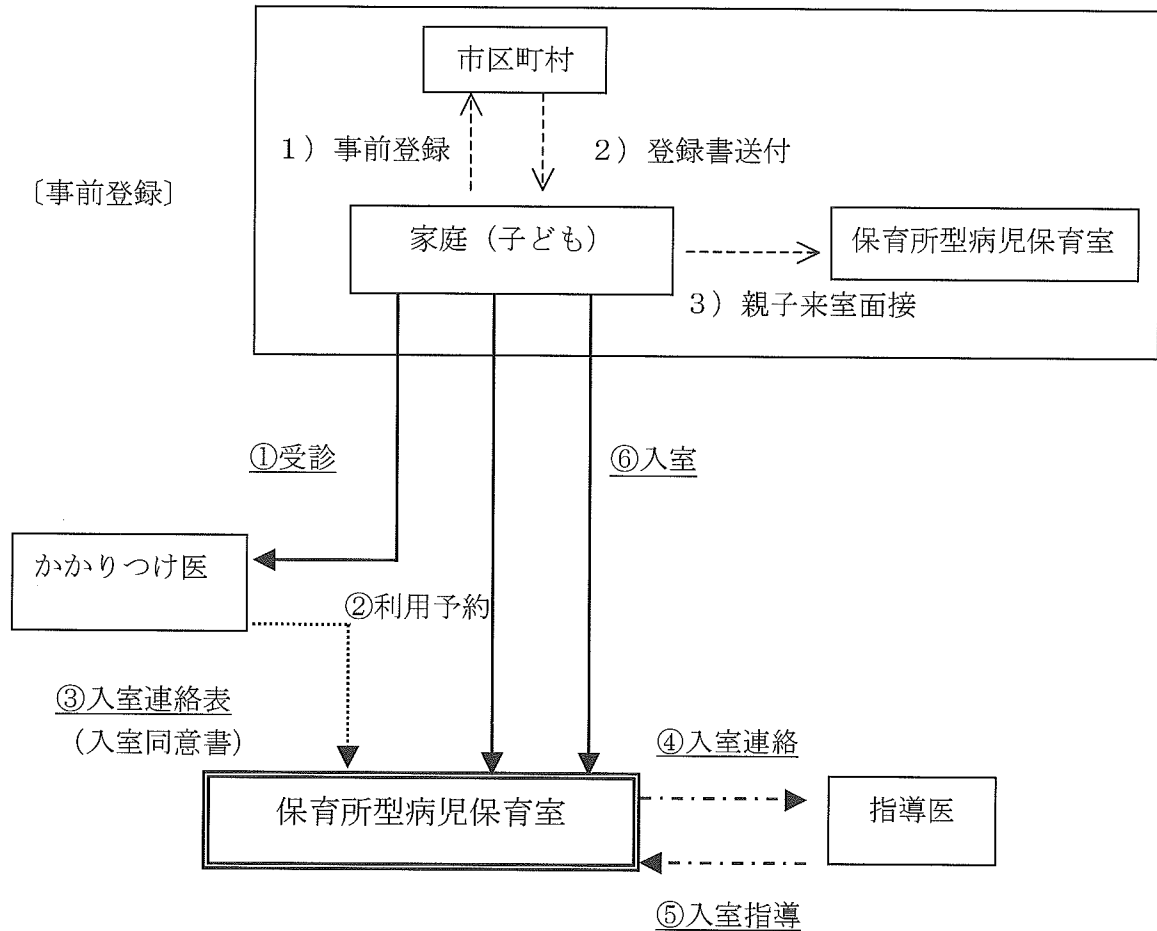 市区町村
1）事前登録
2）登録書送付
〔事前登録〕
家庭（子ども）
保育所型病児保育室
3）親子来室面接
①受診
⑥入室
かかりつけ医
②利用予約
③入室連絡表
（入室同意書）
④入室連絡
保育所型病児保育室
指導医
⑤入室指導